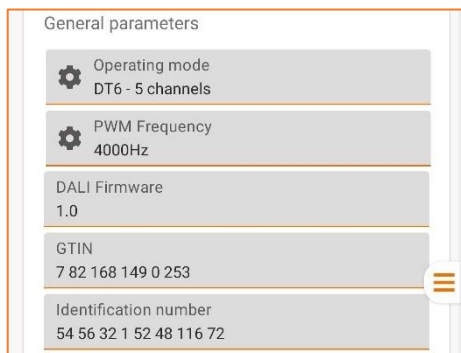 General parameters
Operating mode
DT6 - 5 channels
PWM Frequency
4000Hz
DALI Firmware
1.0
GTIN
7 82 168 149 0 253
Identification number
54 56 32 1 52 48 116 72